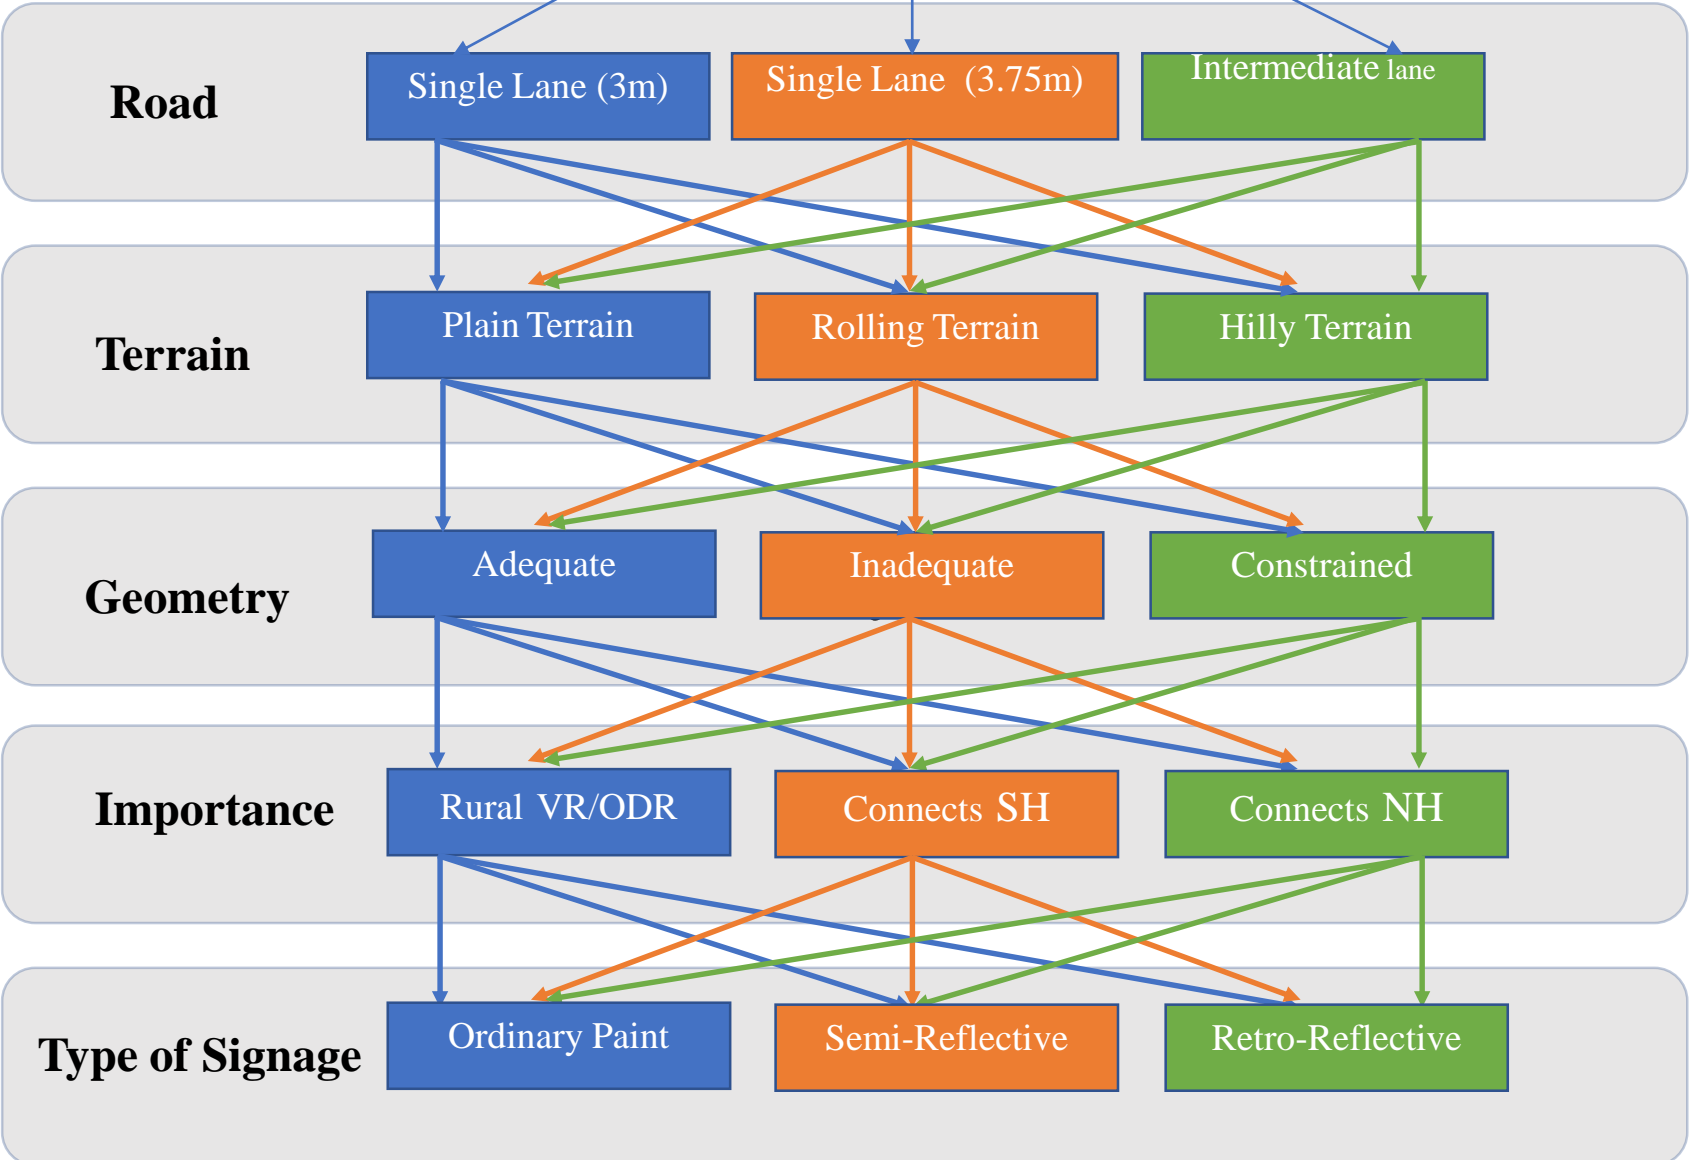 Road
Single Lane (3m)
Single Lane (3.75m)
Intermediate lane
Terrain
Plain Terrain
Rolling Terrain
Hilly Terrain
Geometry
Adequate
Inadequate
Constrained
Importance
Rural VR/ODR
Connects SH
Connects NH
Type of Signage
Ordinary Paint
Semi-Reflective
Retro-Reflective